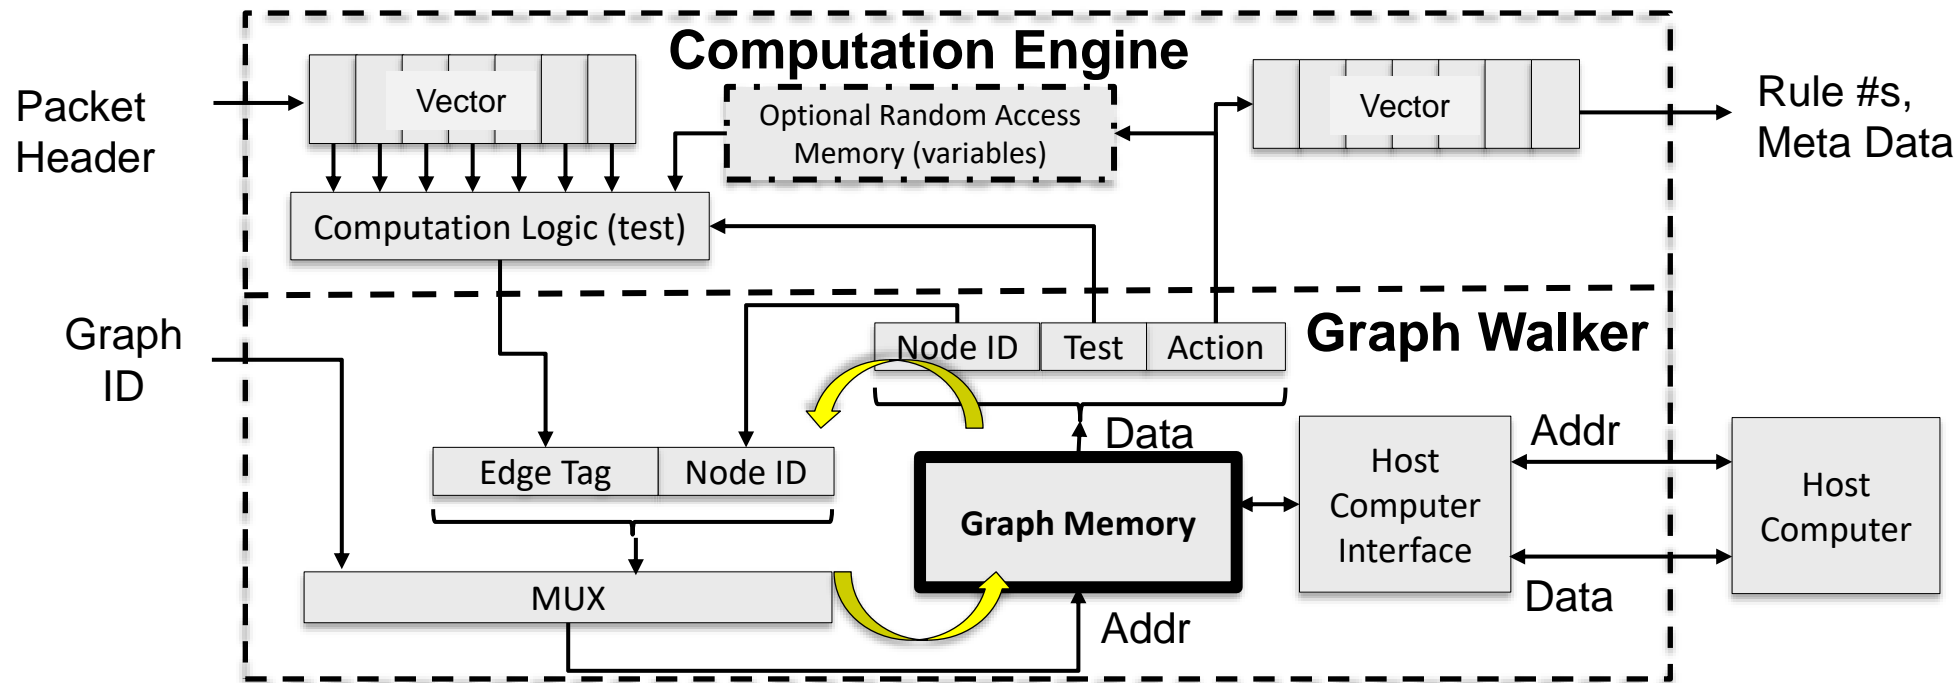 Computation Engine
Packet
Header
Vector
Optional Random Access
Memory (variables)
Vector
Rule #s,
Meta Data
Computation Logic (test)
Graph
ID
Node ID
Test
Action
Graph Walker
Data
Edge Tag
Node ID
Graph Memory
Host
Computer
Interface
Addr
Data
Host
Computer
MUX
Addr